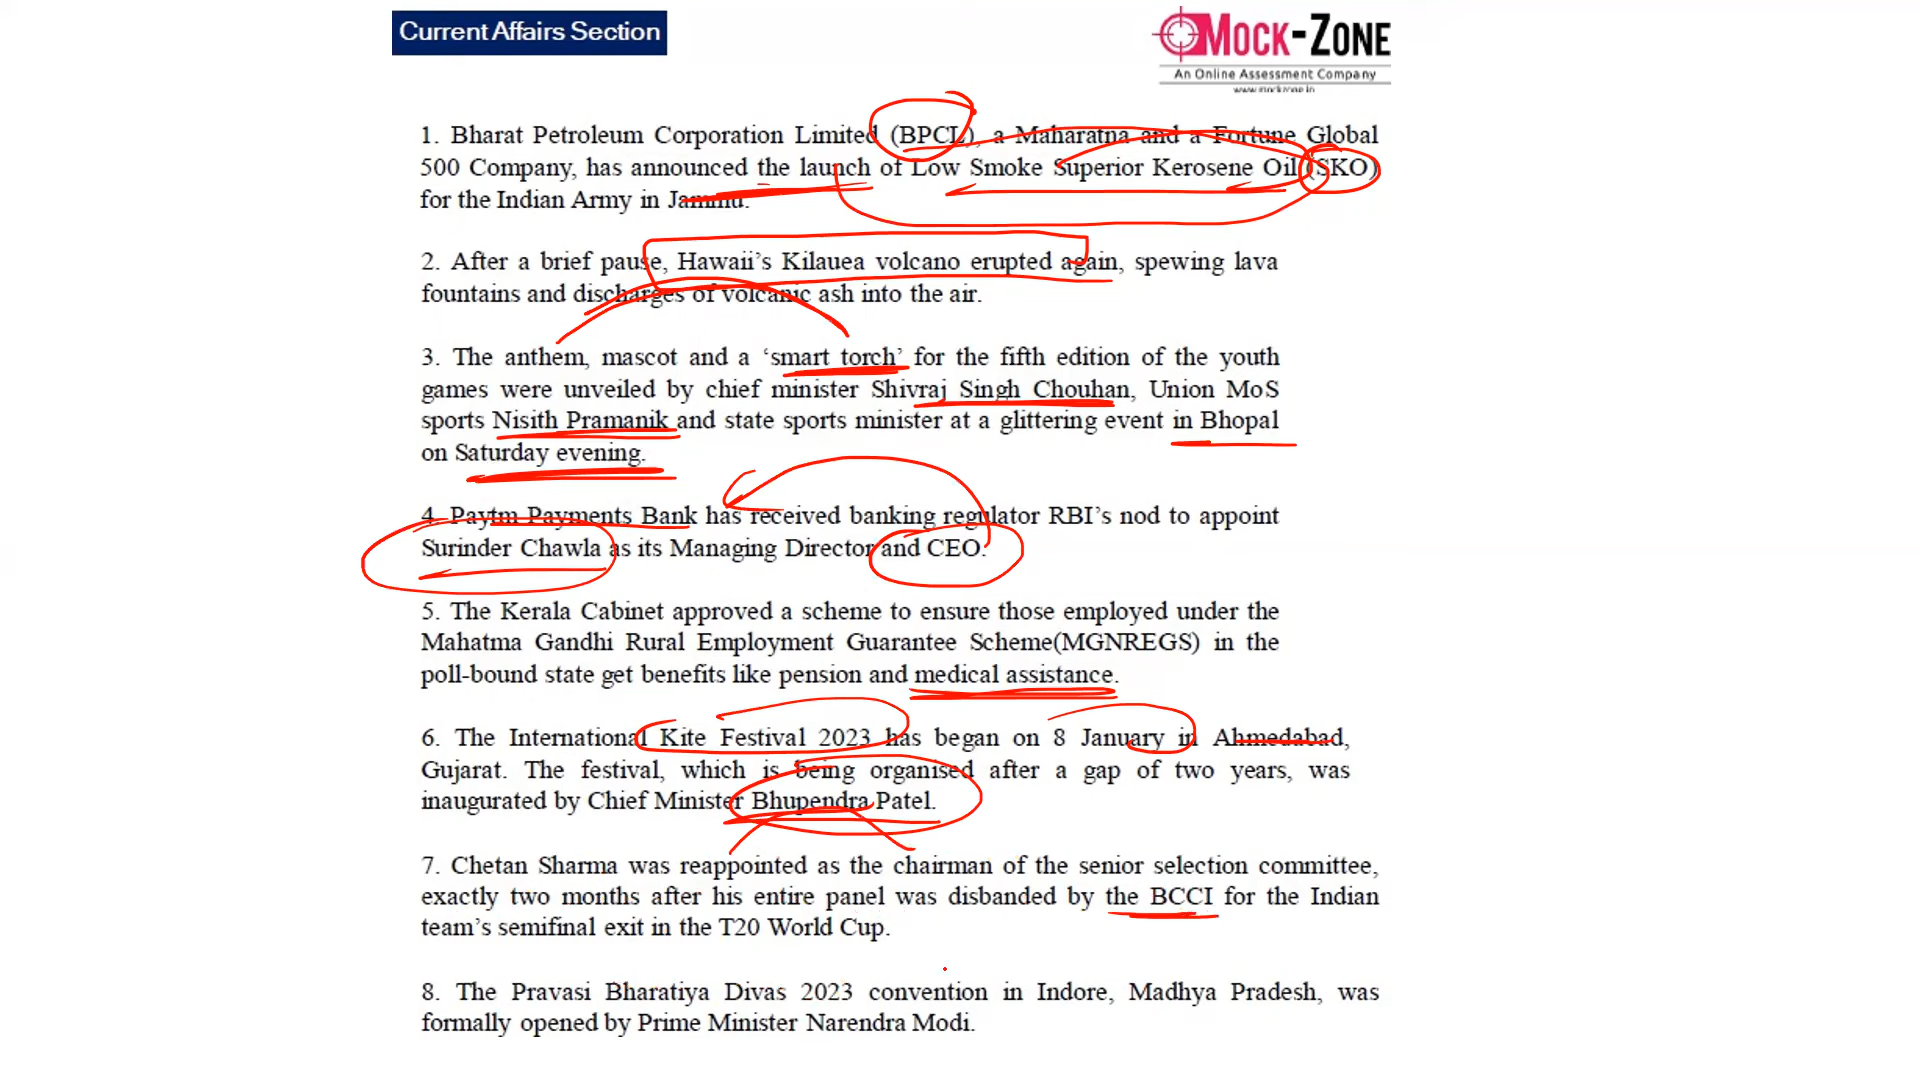 Current Affairs Section
MOCK-ZONE
An Online Assessment Company
www.mockzone.in
1. Bharat Petroleum Corporation Limited (BPCL), a Maharatna and a Fortune Global
500 Company, has announced the launch of Low Smoke Superior Kerosene Oil (SKO)
for the Indian Army in Jammu.
2. After a brief pause, Hawaii's Kilauea volcano erupted again, spewing lava
fountains and discharges of volcanic ash into the air.
3. The anthem, mascot and a ‘smart torch’ for the fifth edition of the youth
games were unveiled by chief minister Shivraj Singh Chouhan, Union MoS
sports Nisith Pramanik and state sports minister at a glittering event in Bhopal
on Saturday evening.
4. Paytm Payments Bank has received banking regulator RBI's nod to appoint
Surinder Chawla as its Managing Director and CEO.
5. The Kerala Cabinet approved a scheme to ensure those employed under the
Mahatma Gandhi Rural Employment Guarantee Scheme(MGNREGS) in the
poll-bound state get benefits like pension and medical assistance.
6. The International Kite Festival 2023 has began on 8 January in Ahmedabad,
Gujarat. The festival, which is being organised after a gap of two years, was
inaugurated by Chief Minister Bhupendra Patel.
7. Chetan Sharma was reappointed as the chairman of the senior selection committee,
exactly two months after his entire panel was disbanded by the BCCI for the Indian
team's semifinal exit in the T20 World Cup.
8. The Pravasi Bharatiya Divas 2023 convention in Indore, Madhya Pradesh, was
formally opened by Prime Minister Narendra Modi.